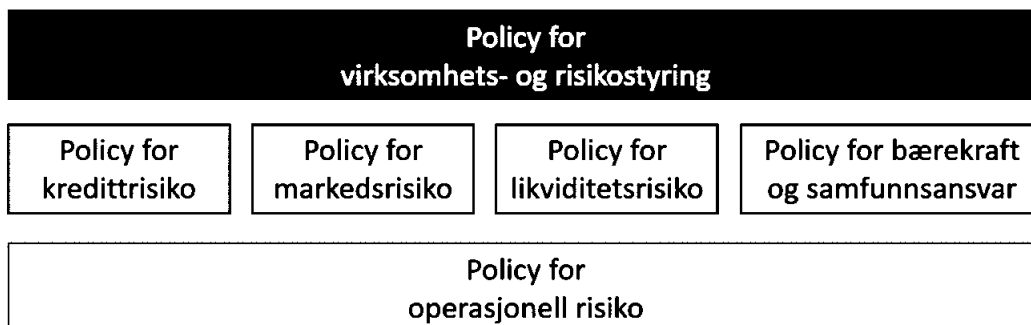 Policy for
virksomhets- og risikostyring
Policy for
kredittrisiko
Policy for
markedsrisiko
Policy for
likviditetsrisiko
Policy for bærekraft
og samfunnsansvar
Policy for
operasjonell risiko